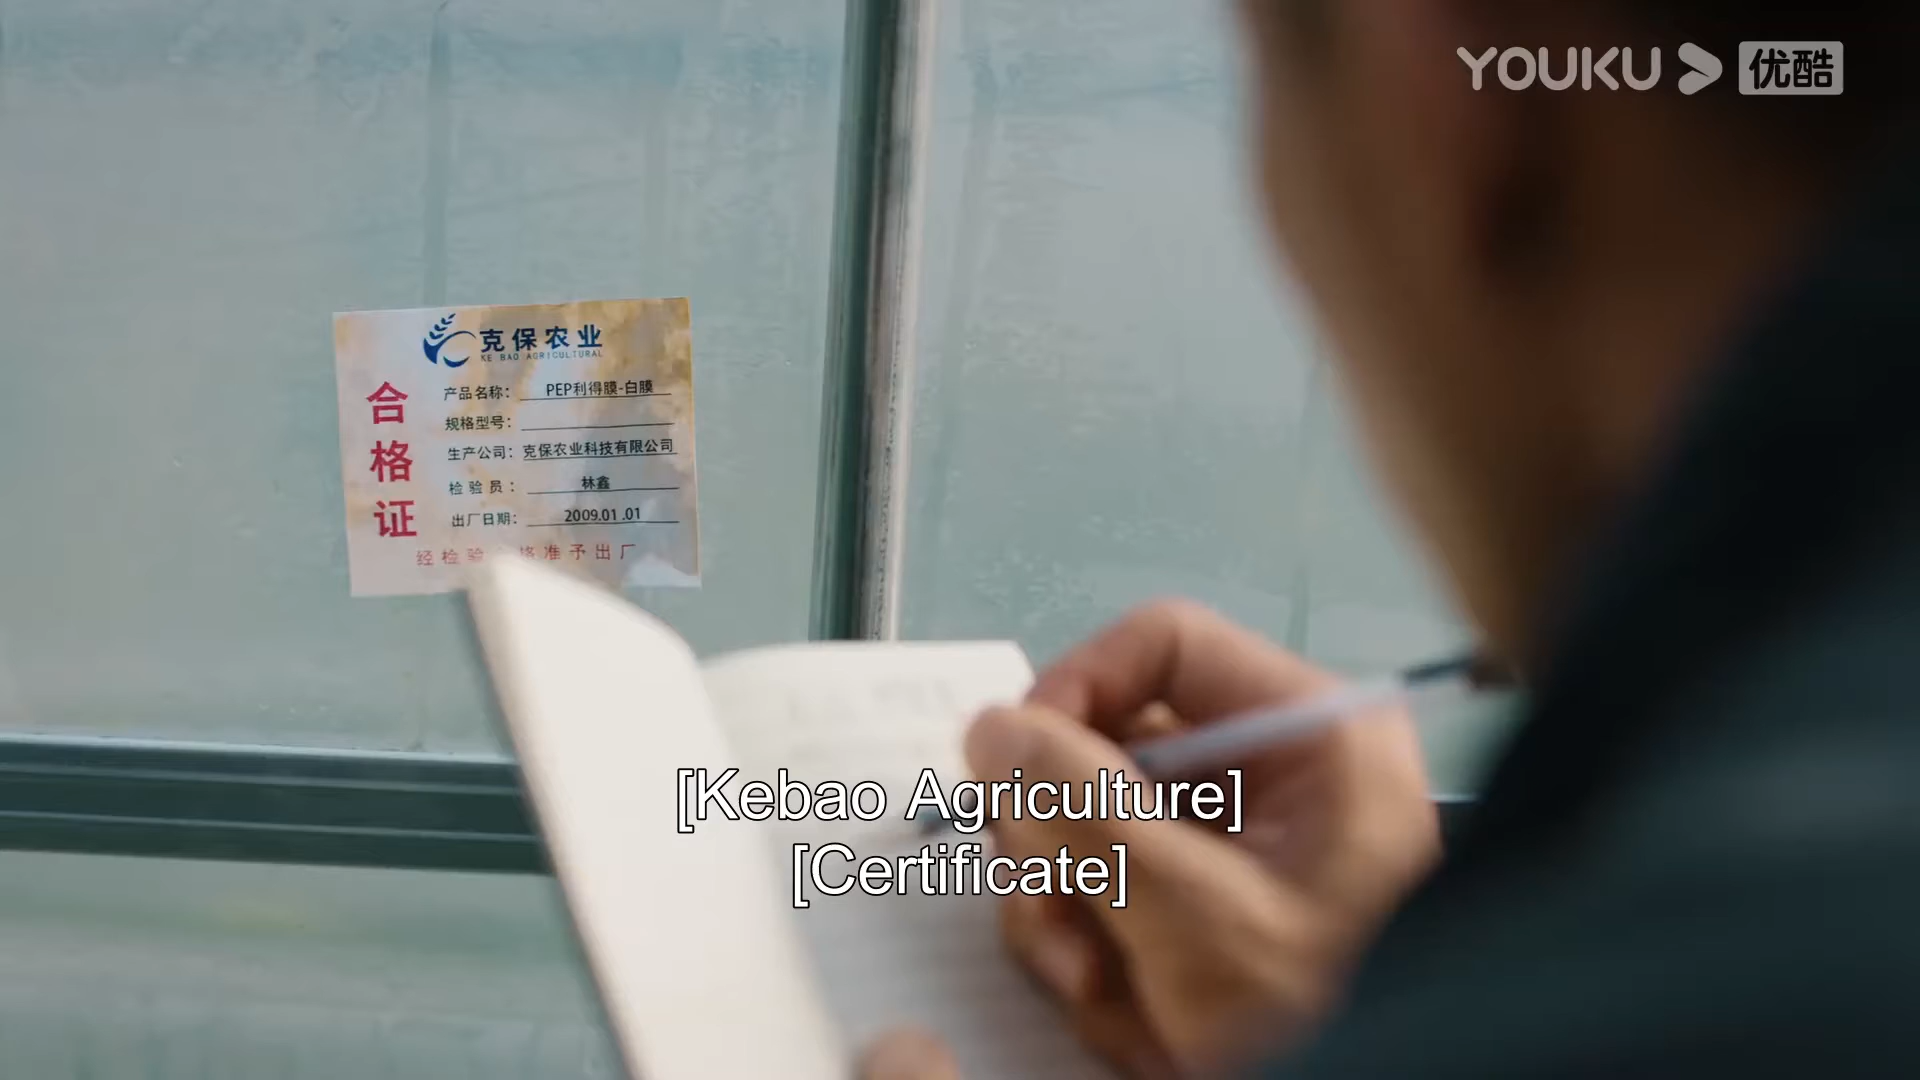 YOUKU 优酷
克保农业
KE BAO AGRICULTURAL
合格证
产品名称： PEP利得膜-白膜
规格型号：
生产公司： 克保农业科技有限公司
检验员： 林鑫
出厂日期： 2009.01.01
经检验 格准予出厂
[Kebao Agriculture]
[Certificate]